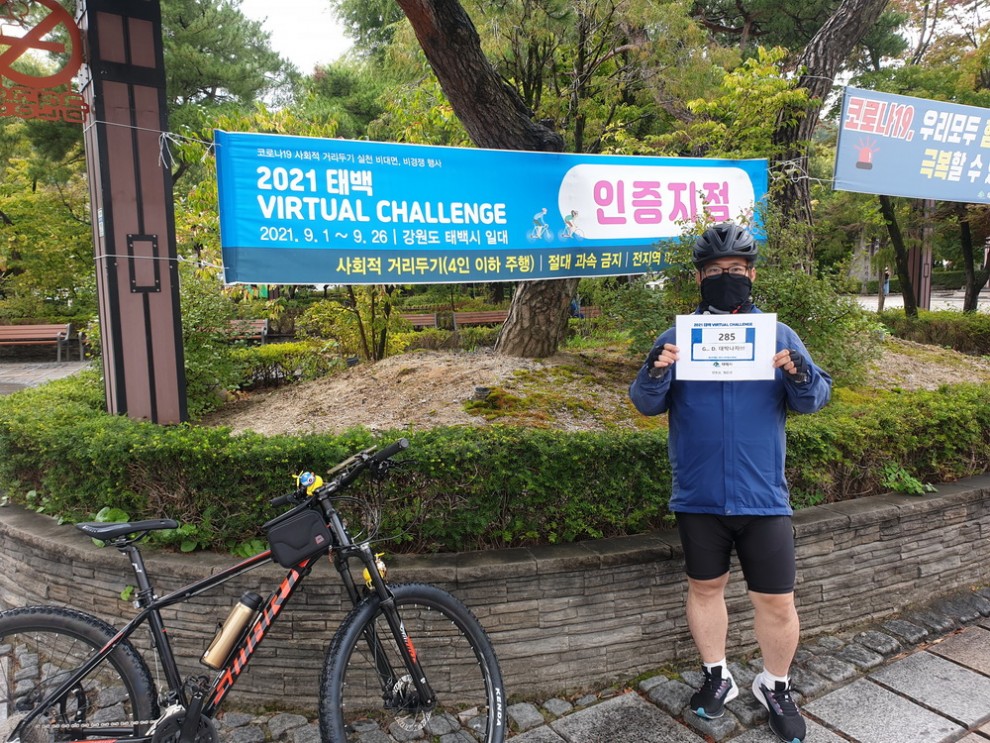 코로나19 사회적 거리두기 실천 비대면, 비경쟁 행사
2021 태백
VIRTUAL CHALLENGE
2021. 9. 1 ~ 9. 26 | 강원도 태백시 일대
인증지점
사회적 거리두기(4인 이하 주행) | 절대 과속 금지 | 전지역
코로나19,
우리모두
극복할 수
2021 태백 VIRTUAL CHALLENGE
285
태백시
KENDA